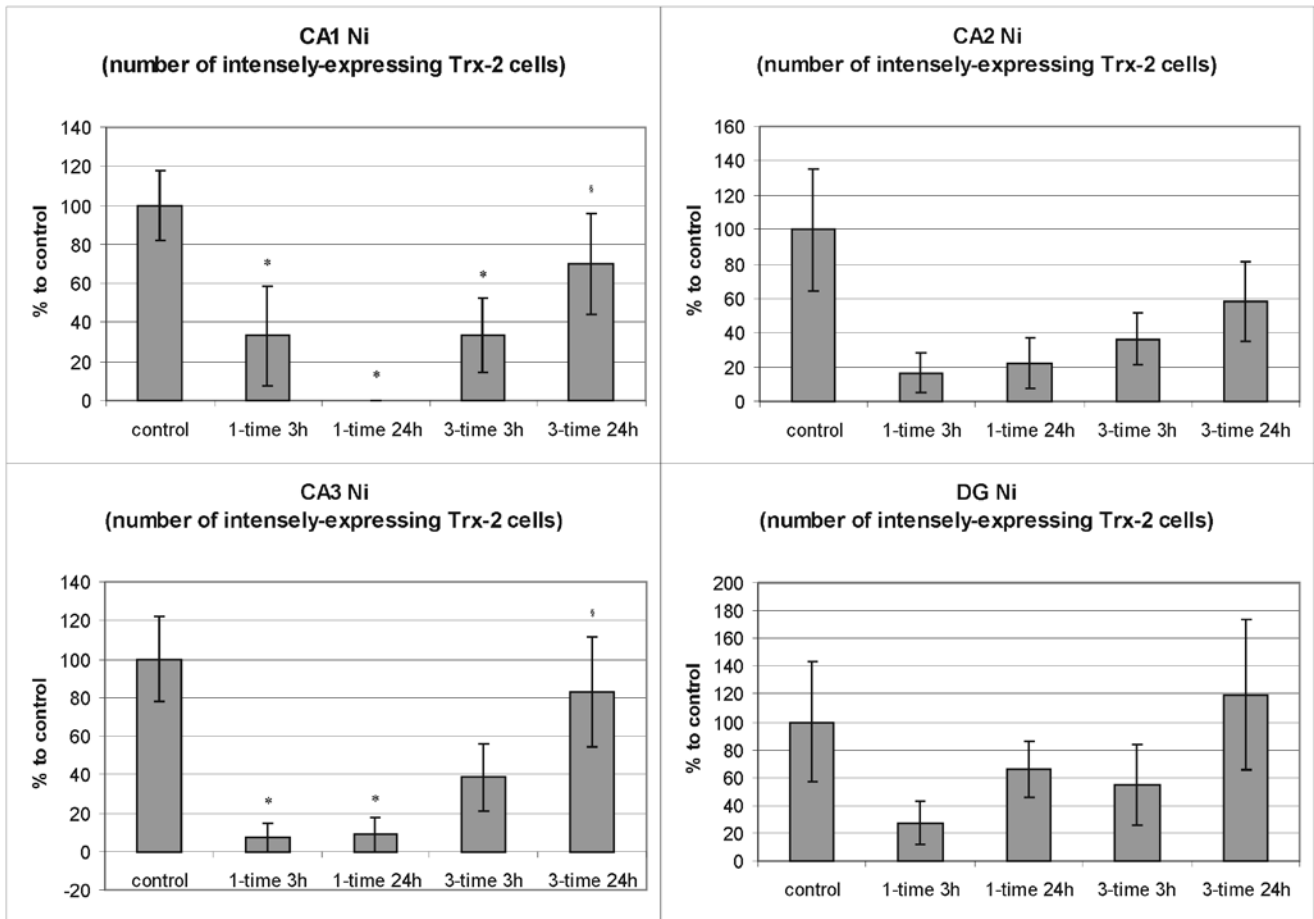 CA1 Ni
(number of intensely-expressing Trx-2 cells)
% to control
140
120
100
80
60
40
20
0
*
*
*
§
control 1-time 3h 1-time 24h 3-time 3h 3-time 24h
CA2 Ni
(number of intensely-expressing Trx-2 cells)
% to control
160
140
120
100
80
60
40
20
0
control 1-time 3h 1-time 24h 3-time 3h 3-time 24h
CA3 Ni
(number of intensely-expressing Trx-2 cells)
% to control
140
120
100
80
60
40
20
0
-20
*
*
§
control 1-time 3h 1-time 24h 3-time 3h 3-time 24h
DG Ni
(number of intensely-expressing Trx-2 cells)
% to control
200
180
160
140
120
100
80
60
40
20
0
control 1-time 3h 1-time 24h 3-time 3h 3-time 24h